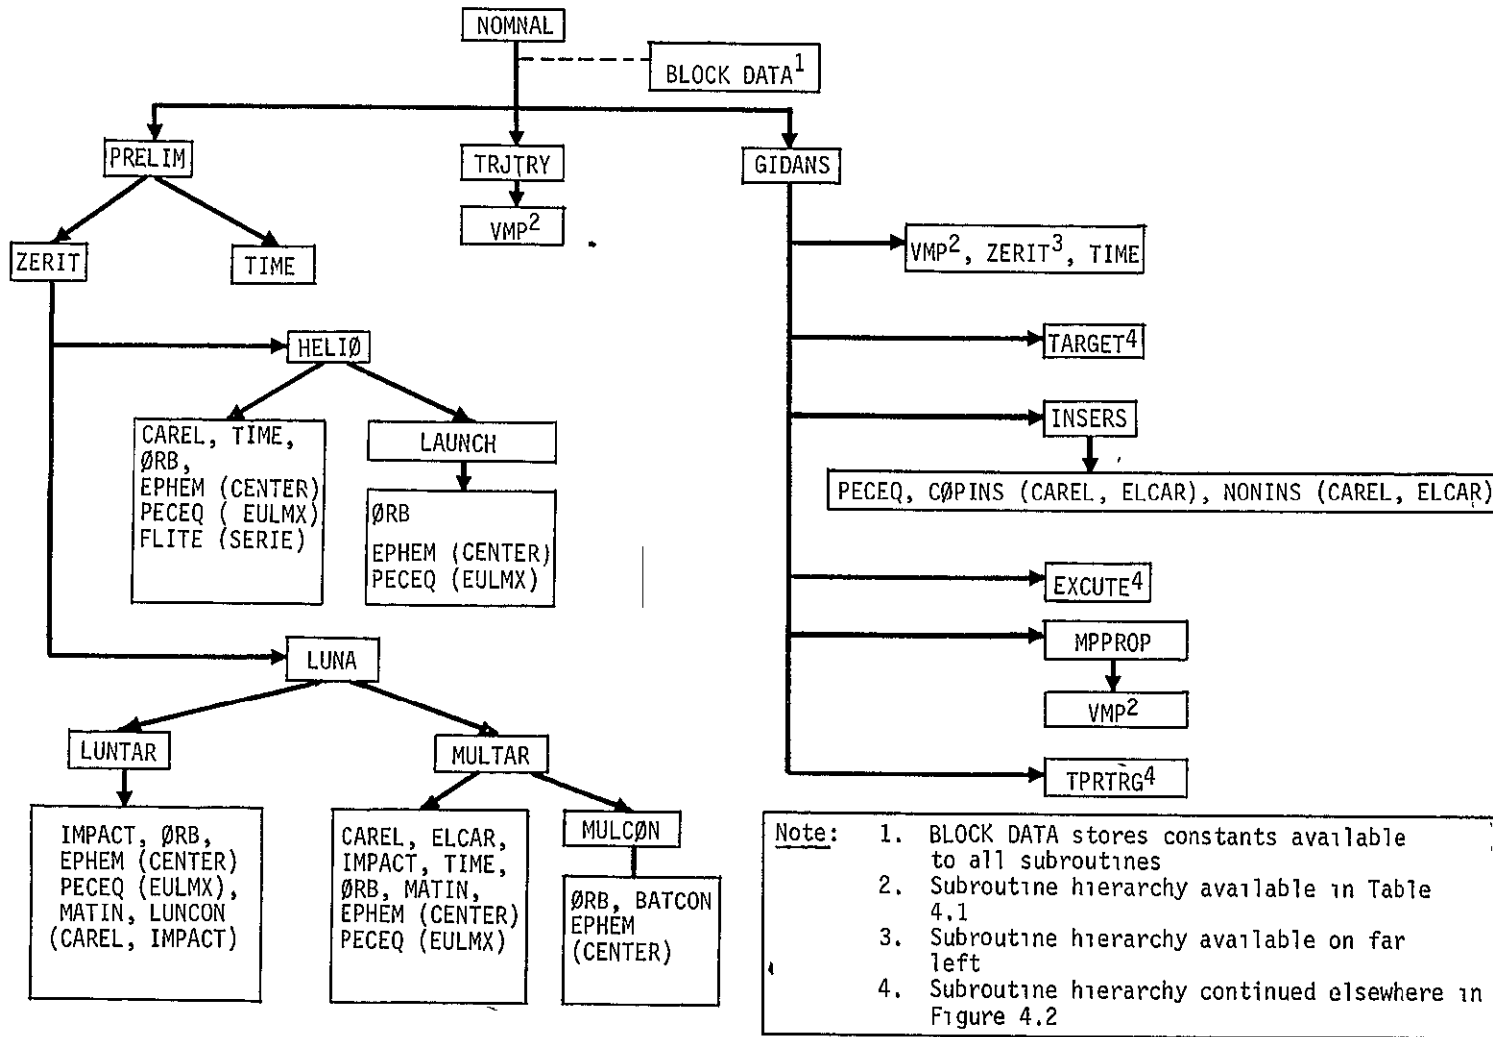 NOMNAL
BLOCK DATA1
PRELIM
TRJTRY
GIDANS
VMP2
ZERIT
TIME
VMP2, ZERIT3, TIME
HELIØ
TARGET4
CAREL, TIME,
ØRB,
EPHEM (CENTER)
PECEQ ( EULMX)
FLITE (SERIE)
LAUNCH
ØRB
EPHEM (CENTER)
PECEQ (EULMX)
INSERS
PECEQ, CØPINS (CAREL, ELCAR), NONINS (CAREL, ELCAR)
EXCUTE4
MPPROP
VMP2
TPRTRG4
LUNA
LUNTAR
MULTAR
IMPACT, ØRB,
EPHEM (CENTER)
PECEQ (EULMX),
MATIN, LUNCON
(CAREL, IMPACT)
CAREL, ELCAR,
IMPACT, TIME,
ØRB, MATIN,
EPHEM (CENTER)
PECEQ (EULMX)
MULCØN
ØRB, BATCON
EPHEM
(CENTER)
Note: 1. BLOCK DATA stores constants available
to all subroutines
2. Subroutine hierarchy available in Table
4.1
3. Subroutine hierarchy available on far
left
4. Subroutine hierarchy continued elsewhere in
Figure 4.2